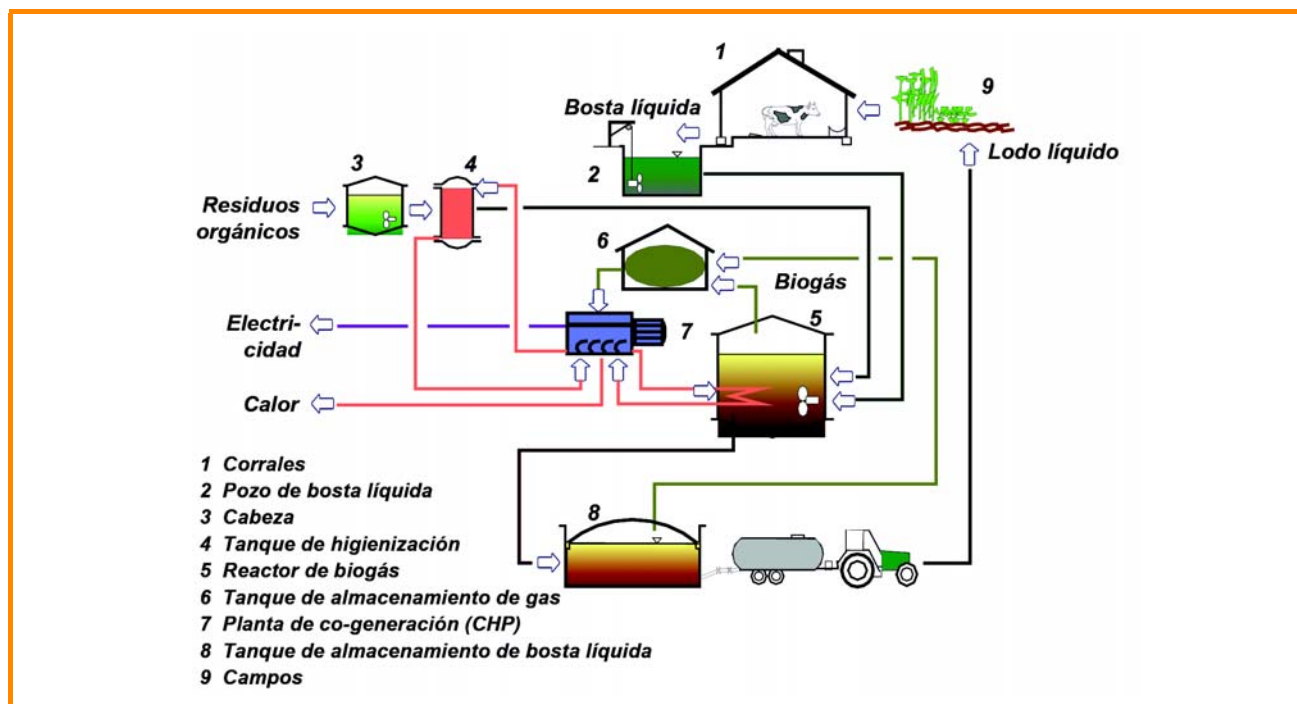 1
9
Bosta líquida
Lodo líquido
2
3
4
Residuos
orgánicos
6
Biogás
5
Electri-
cidad
7
Calor
8
1 Corrales
2 Pozo de bosta líquida
3 Cabeza
4 Tanque de higienización
5 Reactor de biogás
6 Tanque de almacenamiento de gas
7 Planta de co-generación (CHP)
8 Tanque de almacenamiento de bosta líquida
9 Campos